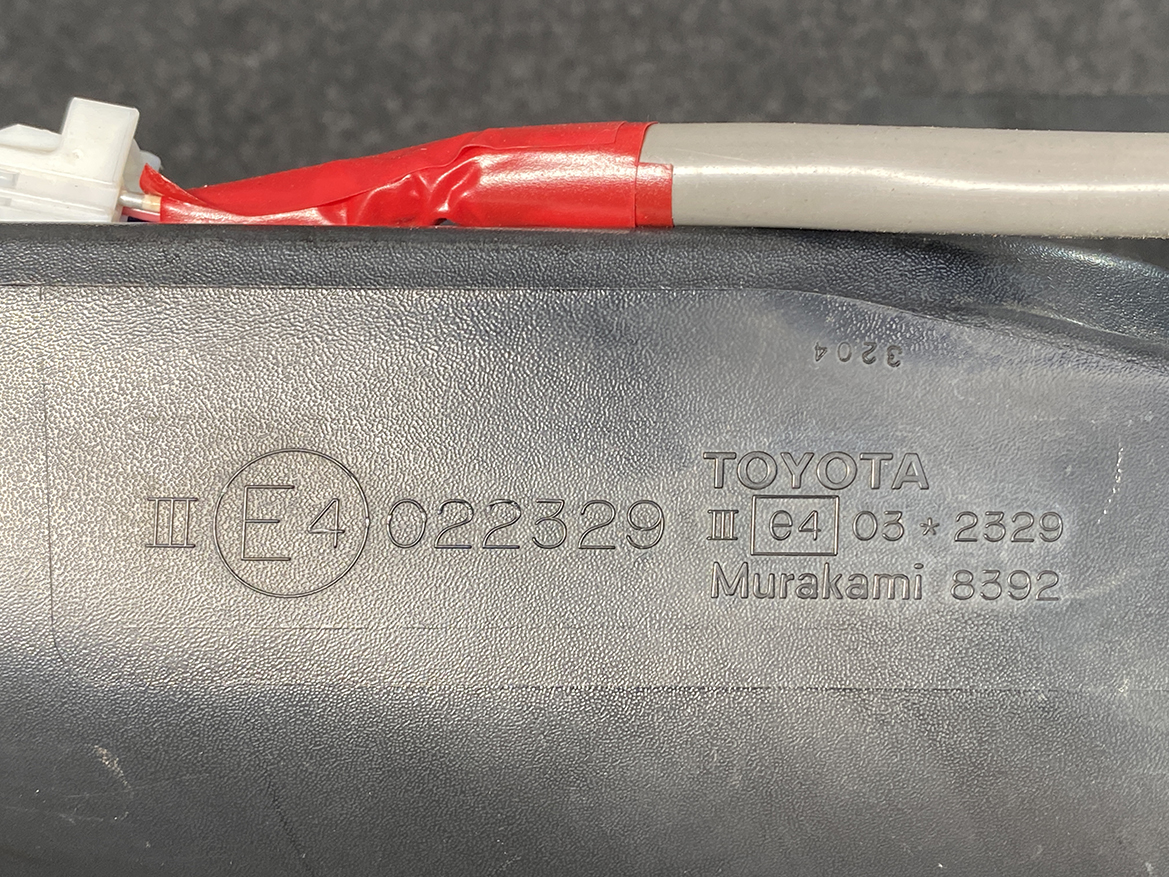 3204
III E4 022329
TOYOTA
III e4 03 * 2329
Murakami 8392